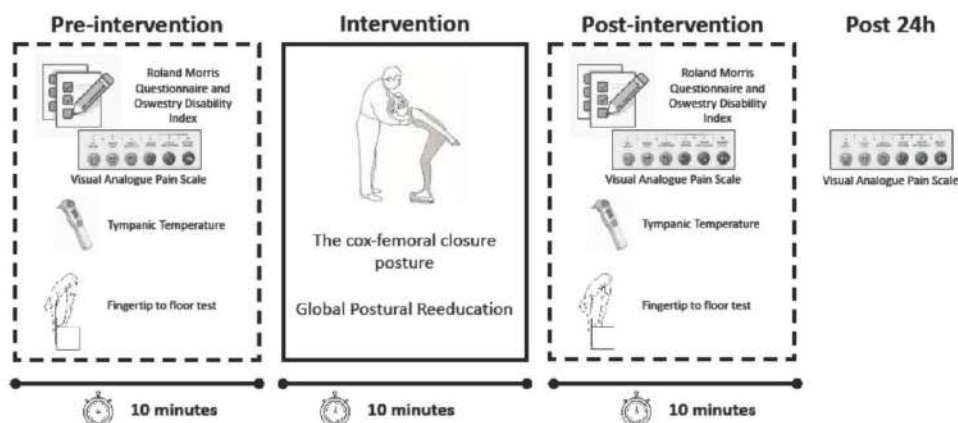 Pre-intervention
Roland Morris
Questionnaire and
Oswestry Disability
Index
Visual Analogue Pain Scale
Tympanic Temperature
Fingertip to floor test
10 minutes
Intervention
The cox-femoral closure
posture
Global Postural Reeducation
10 minutes
Post-intervention
Roland Morris
Questionnaire and
Oswestry Disability
Index
Visual Analogue Pain Scale
Tympanic Temperature
Fingertip to floor test
10 minutes
Post 24h
Visual Analogue Pain Scale